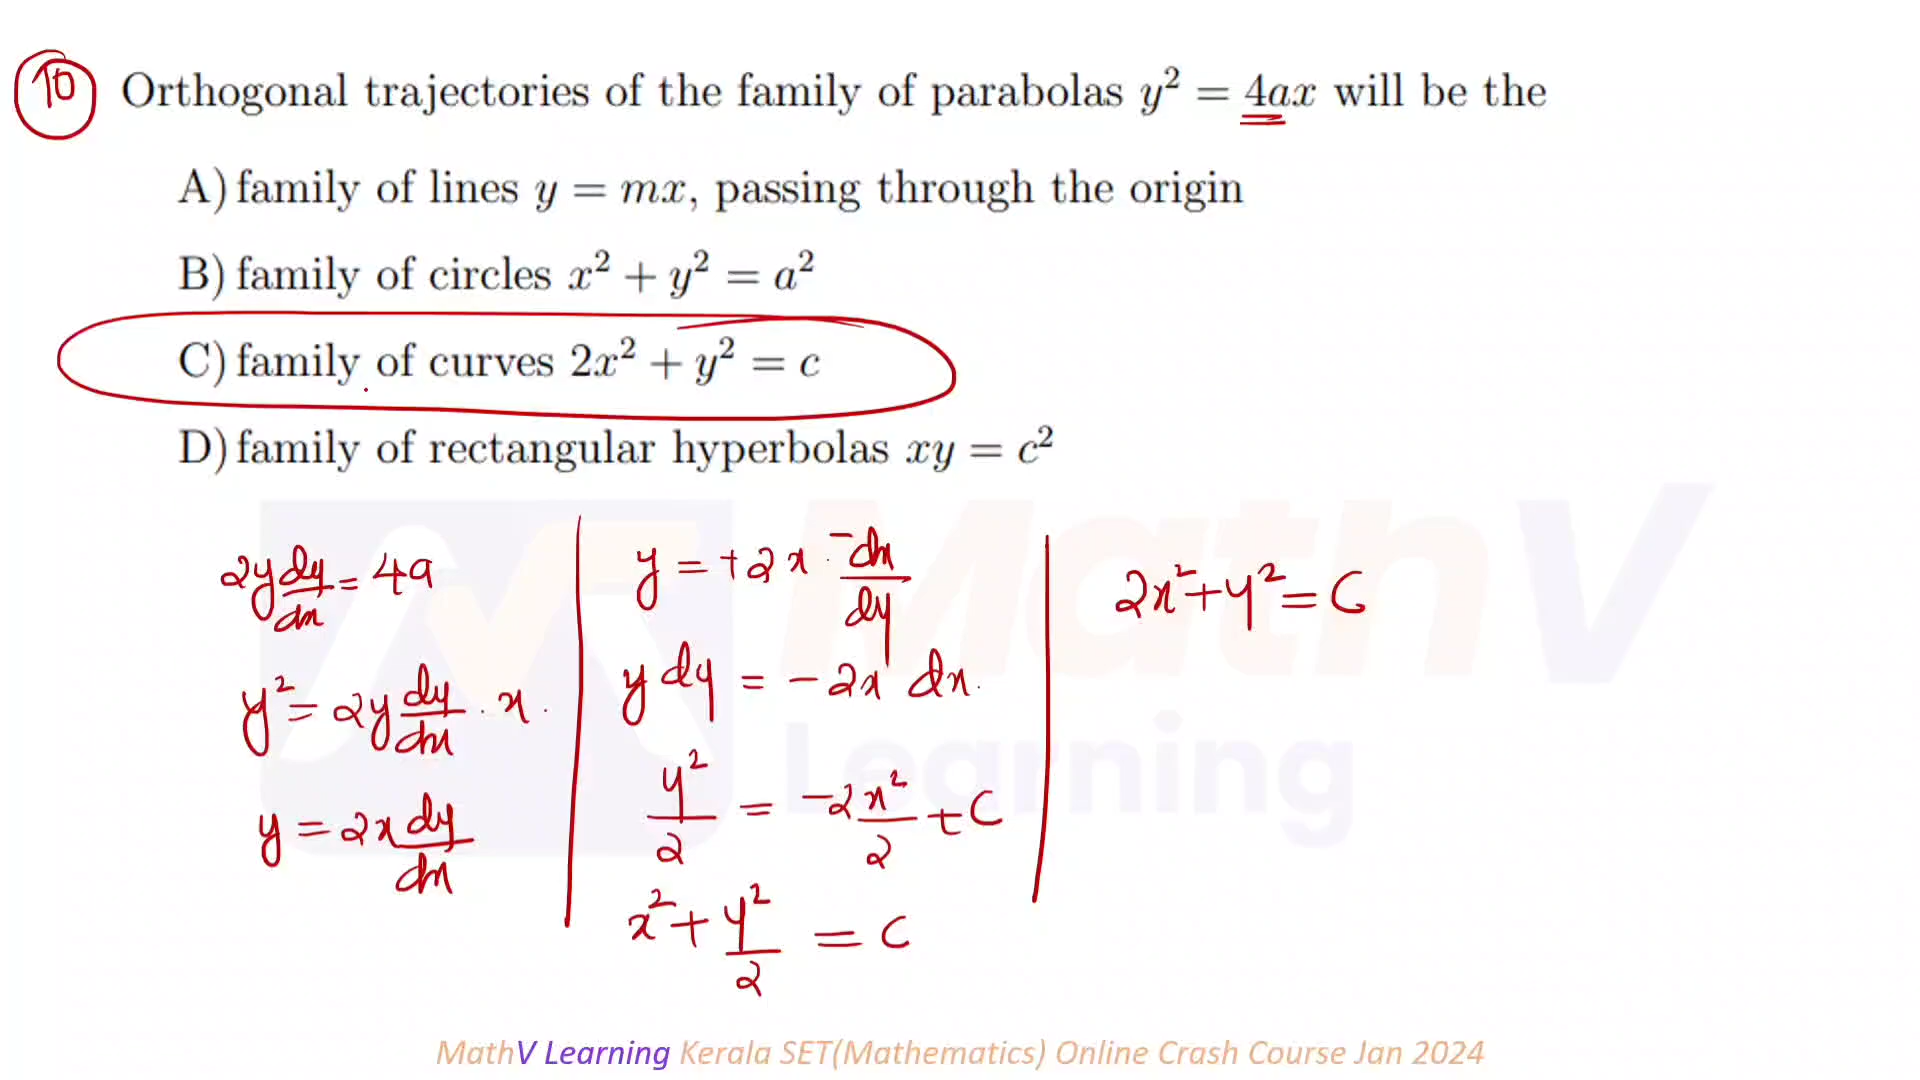 10 Orthogonal trajectories of the family of parabolas y² = 4ax will be the
A) family of lines y = mx, passing through the origin
B) family of circles x² + y² = a²
C) family of curves 2x² + y² = c
D) family of rectangular hyperbolas xy = c²
2y dy/dx = 4a
y² = 2y dy/dx . x .
y = 2x dy/dx
y = +2x . -dx/dy
y dy = -2x dx.
y²/2 = -2x²/2 + C
x² + y²/2 = C
2x² + y² = C
MathV
Learning
MathV Learning Kerala SET(Mathematics) Online Crash Course Jan 2024